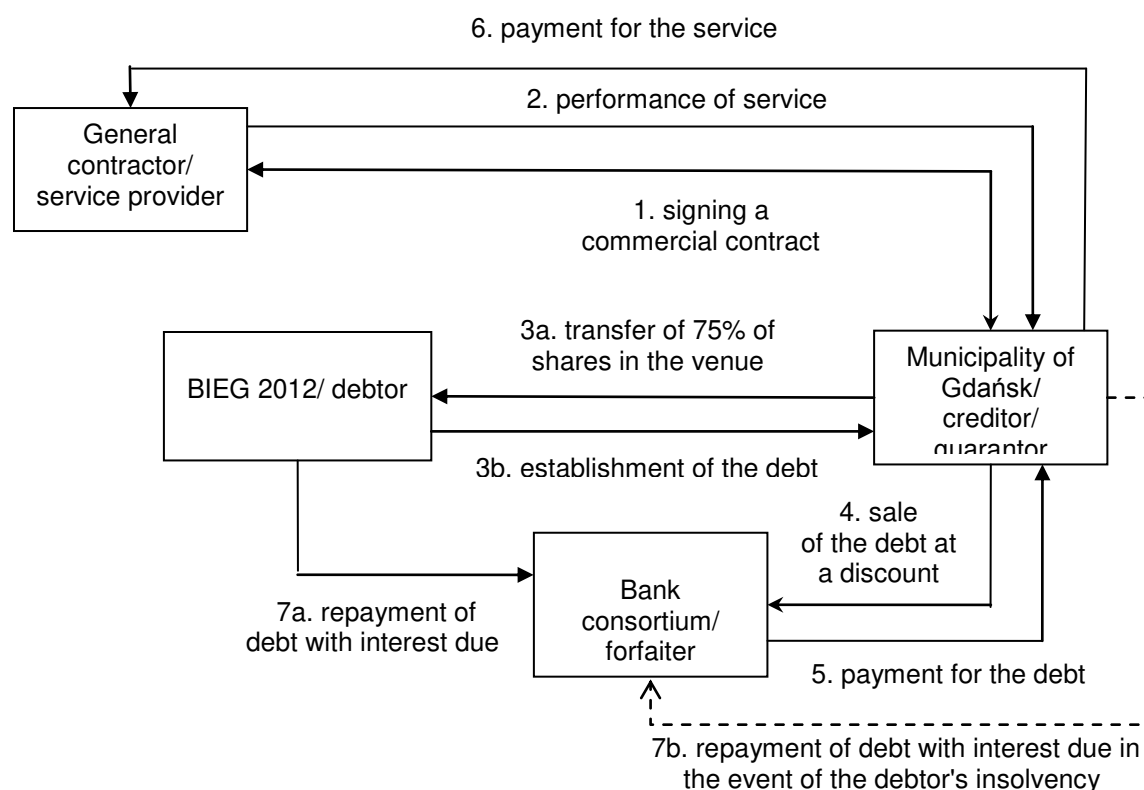 6. payment for the service
2. performance of service
General
contractor/
service provider
1. signing a
commercial contract
3a. transfer of 75% of
shares in the venue
BIEG 2012/ debtor
Municipality of
Gdańsk/
creditor/
guarantor
3b. establishment of the debt
4. sale
of the debt at
a discount
Bank
consortium/
forfaiter
7a. repayment of
debt with interest due
5. payment for the debt
7b. repayment of debt with interest due in
the event of the debtor's insolvency